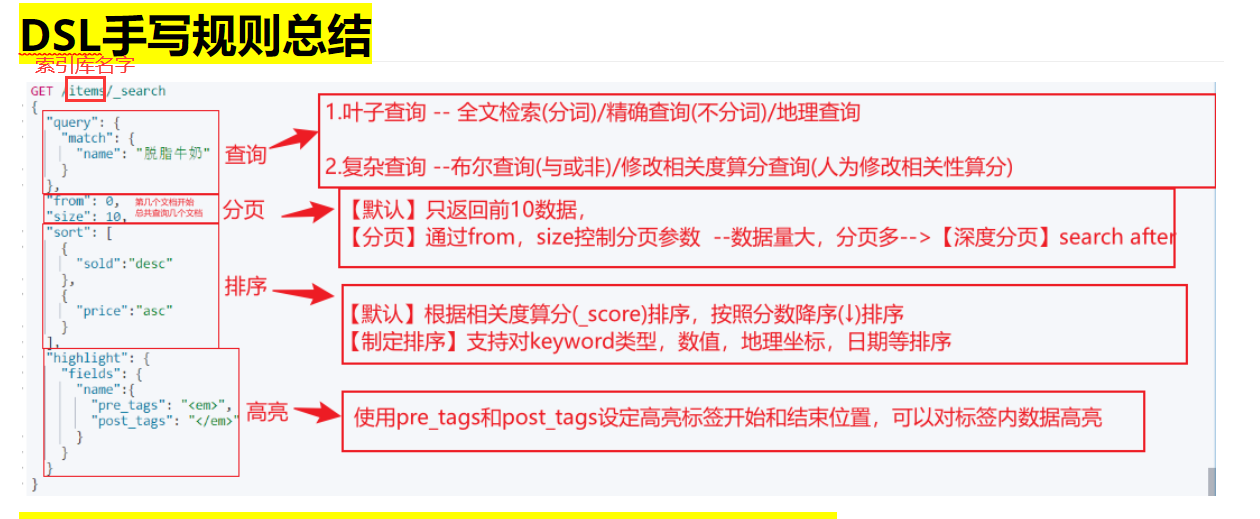 DSL手写规则总结
索引库名字
GET /items/_search
{
"query": {
"match": {
"name": "脱脂牛奶"
}
},
查询
1.叶子查询 -- 全文检索(分词)/精确查询(不分词)/地理查询
2.复杂查询 --布尔查询(与或非)/修改相关度算分查询(人为修改相关性算分)
"from": 0, 第几个文档开始
"size": 10, 总共查询几个文档
分页
【默认】只返回前10数据，
【分页】通过from，size控制分页参数 --数据量大，分页多-->【深度分页】search after
"sort": [
{
"sold":"desc"
},
{
"price":"asc"
}
],
排序
【默认】根据相关度算分(_score)排序，按照分数降序(↓)排序
【制定排序】支持对keyword类型，数值，地理坐标，日期等排序
"highlight": {
"fields": {
"name":{
"pre_tags": "<em>",
"post_tags": "</em>"
}
}
}
}
高亮
使用pre_tags和post_tags设定高亮标签开始和结束位置，可以对标签内数据高亮